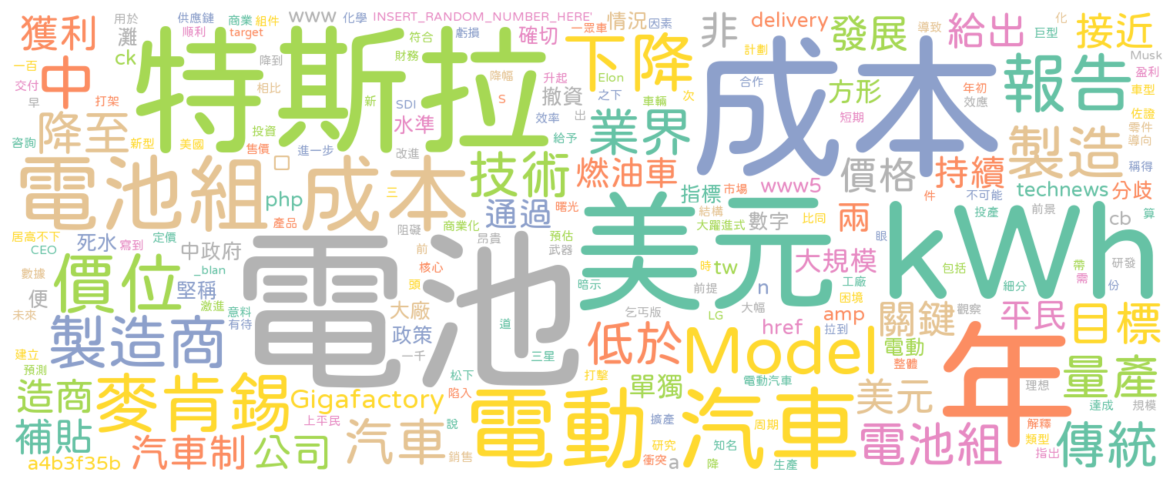 獲利 灘 用於 供應鏈 商業 組件 www 化學 INSERT_RANDOM_NUMBER_HERE' 情況 因素 非 delivery 導致 化 巨型 接近
順利 target 符合 虧損 一眾車 確切 計劃 發展 給出 Musk
ck 財務 下降 報告 盈利
中 特斯拉 成本
一百 降到 降幅 升起 Elon 合作 車型
交付 打架 相比 新 S 之下 車輛 次 方形 年初
早 SDI 撤資 出 短期 效應 佐證
降至 水準 效率 業界 製造 零件
咨詢 新型 美國 投資 售價 進一步 改進 給予 導向
電池組 成本 技術 燃油車 價格 持續 稱得
三 指標 市場 www5 件 不可能 technews 分歧
php 產品 商業化 曙光 結構 數字 比同 投產 前景 cb 算
居高不下 死水 寫到 定價 中政府 阻礙 昂貴 通過 預估 武器 大躍進式 兩
CEO 前 美元 kWh
數據 _blan 電池 核心 暗示 時 tw 大規模 眼 包括 帶 研發
價位 堅稱 頭 前提 n 工廠 細分 需 份
未來 便 激進 意料 大廠 乞丐版 LG 大幅 amp 困境 關鍵 觀察 平民 目標
製造商 有待 政策 道 低於 Model href 拉到 電動
建立 一千 三星 整體 年 量產
預測 松下 陷入 打擊 單獨 電動汽車 理想
造商 麥肯錫 Gigafactory 電動汽車 美元 達成 規模
補貼 上平民 說 擴產 周期 解釋
汽車制 公司 汽車 研究 知名 電池組 類型 傳統
a4b3f35b 銷售 衝突 a 降 生產 指出